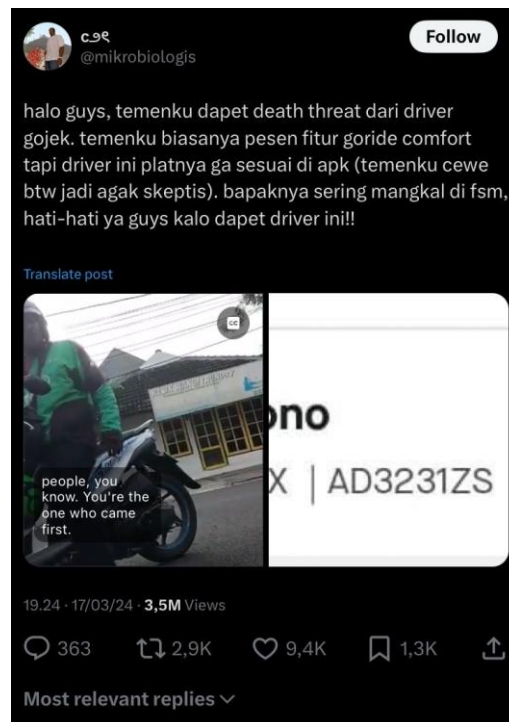 Follow
@mikrobiologis
halo guys, temenku dapet death threat dari driver
gojek. temenku biasanya pesen fitur goride comfort
tapi driver ini platnya ga sesuai di apk (temenku cewe
btw jadi agak skeptis). bapaknya sering mangkal di fsm,
hati-hati ya guys kalo dapet driver ini!!
Translate post
CC
people, you
know. You're the
one who came
first.
ono
X | AD3231ZS
19.24 · 17/03/24 · 3,5M Views
363 2,9K 9,4K 1,3K
Most relevant replies